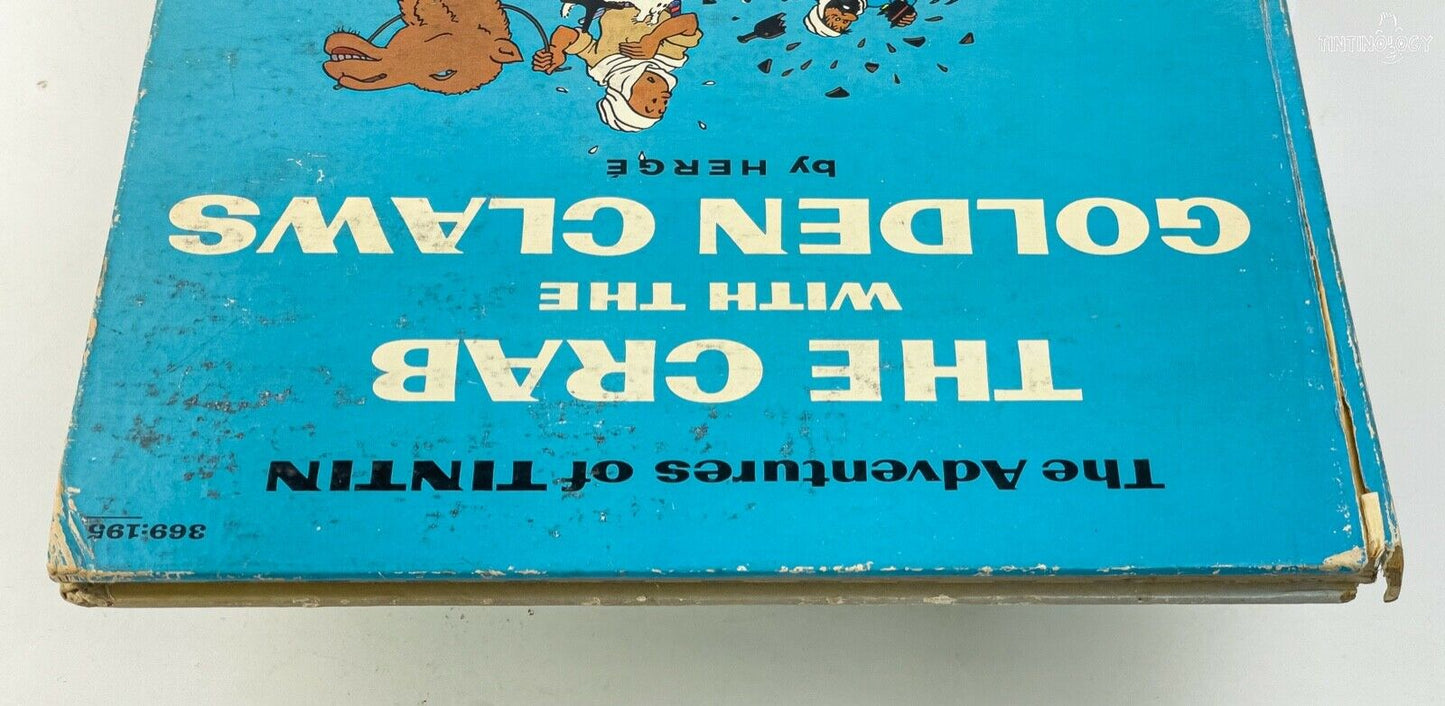 369:195
The Adventures of TINTIN
THE CRAB
WITH THE
GOLDEN CLAWS
by HERGÉ
TINTINOLOGY